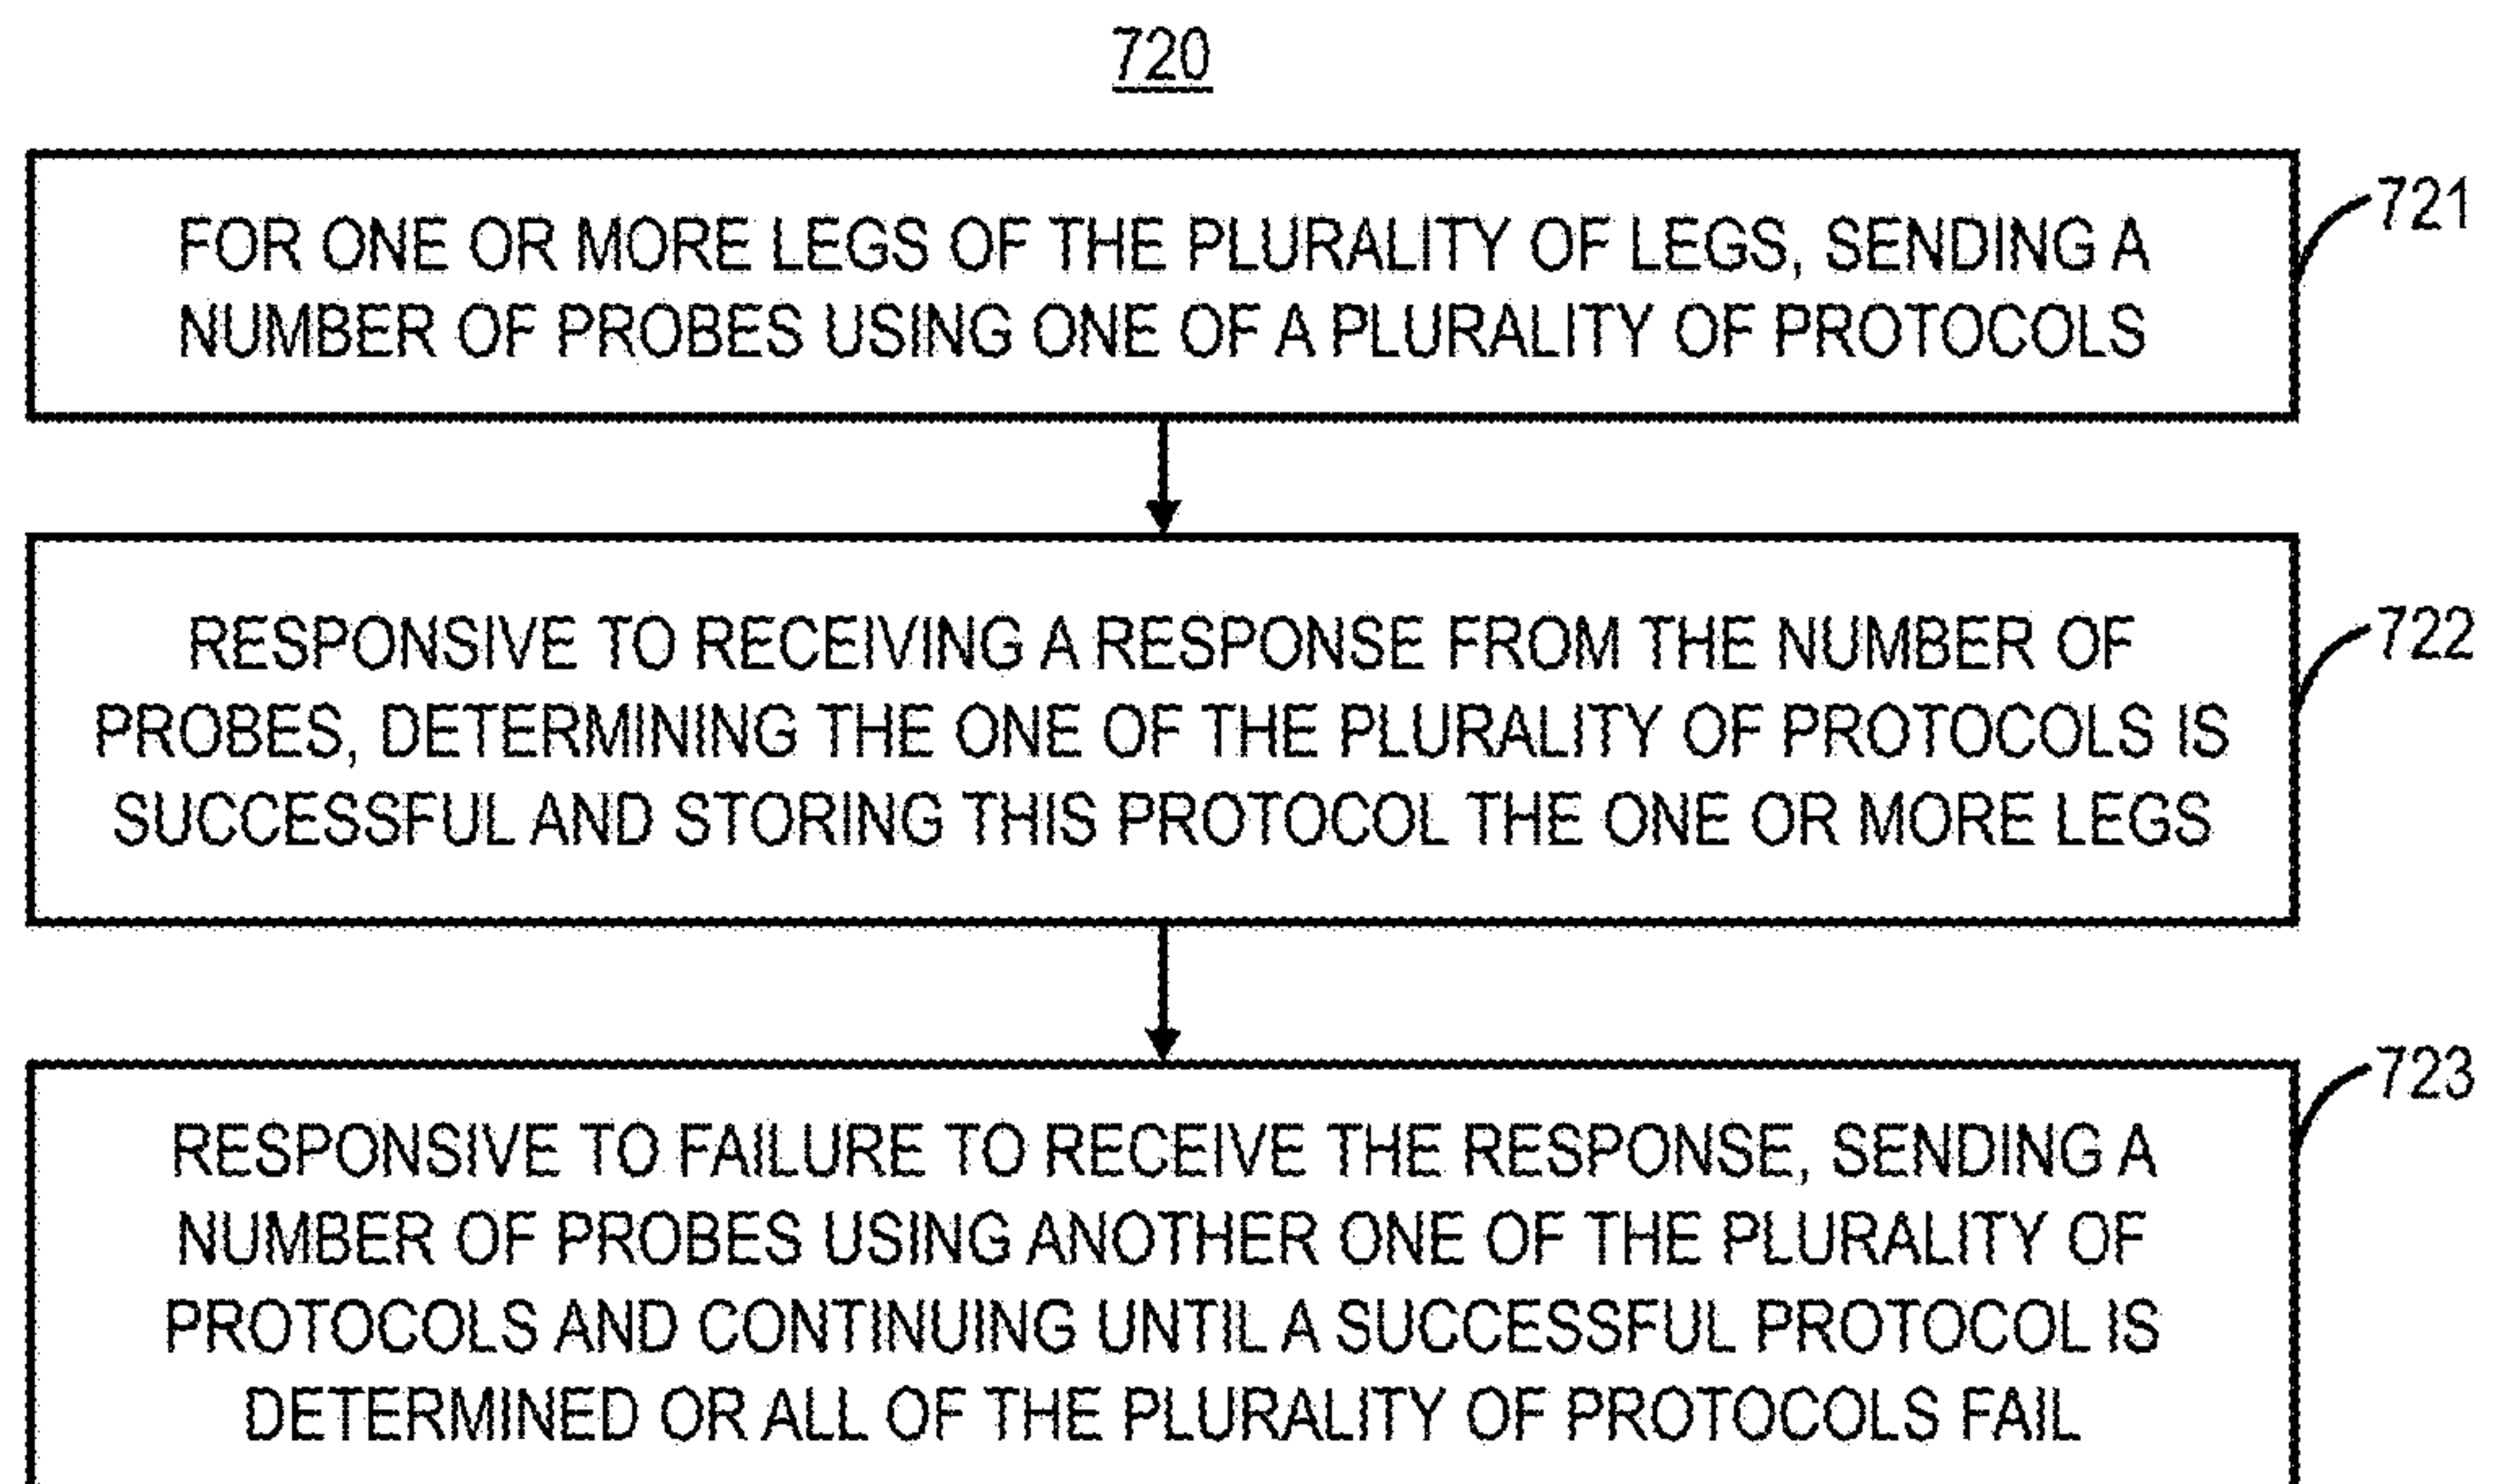 720
FOR ONE OR MORE LEGS OF THE PLURALITY OF LEGS, SENDING A
NUMBER OF PROBES USING ONE OF A PLURALITY OF PROTOCOLS
721
RESPONSIVE TO RECEIVING A RESPONSE FROM THE NUMBER OF
PROBES, DETERMINING THE ONE OF THE PLURALITY OF PROTOCOLS IS
SUCCESSFUL AND STORING THIS PROTOCOL THE ONE OR MORE LEGS
722
RESPONSIVE TO FAILURE TO RECEIVE THE RESPONSE, SENDING A
NUMBER OF PROBES USING ANOTHER ONE OF THE PLURALITY OF
PROTOCOLS AND CONTINUING UNTIL A SUCCESSFUL PROTOCOL IS
DETERMINED OR ALL OF THE PLURALITY OF PROTOCOLS FAIL
723